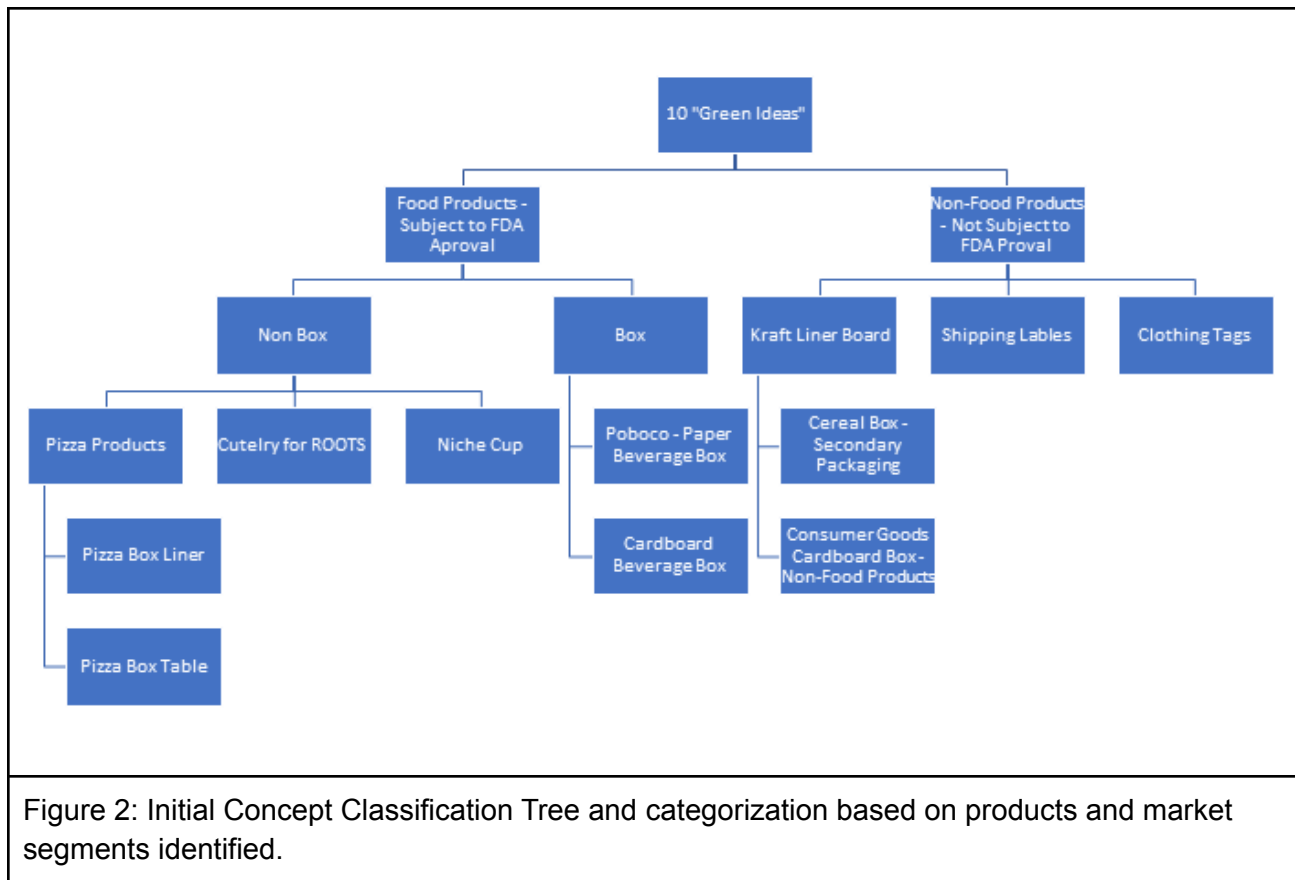 10 "Green Ideas"
Food Products -
Subject to FDA
Aproval
Non-Food Products
- Not Subject to
FDA Proval
Non Box
Box
Kraft Liner Board
Shipping Lables
Clothing Tags
Pizza Products
Cutelry for ROOTS
Niche Cup
Poboco - Paper
Beverage Box
Cereal Box -
Secondary
Packaging
Pizza Box Liner
Cardboard
Beverage Box
Consumer Goods
Cardboard Box -
Non-Food Products
Pizza Box Table
Figure 2: Initial Concept Classification Tree and categorization based on products and market
segments identified.